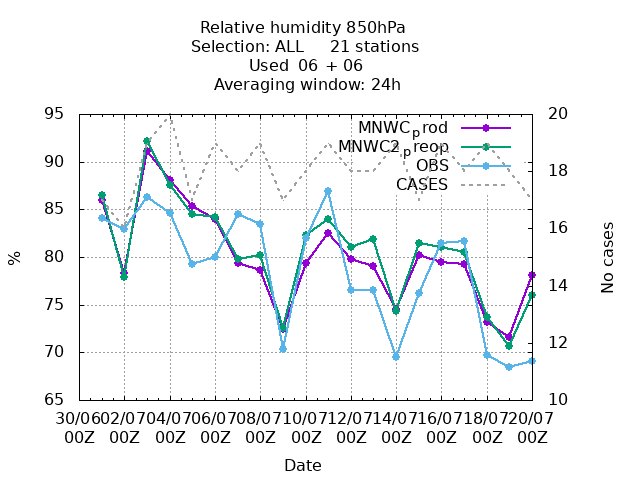 Relative humidity 850hPa
Selection: ALL 21 stations
Used 06 + 06
Averaging window: 24h
95
90
85
80
75
70
65
%
20
18
16
14
12
10
No cases
MNWCprod
MNWC2preop
OBS
CASES
30/06 02/07 04/07 06/07 08/07 10/07 12/07 14/07 16/07 18/07 20/07
00Z 00Z 00Z 00Z 00Z 00Z 00Z 00Z 00Z 00Z 00Z
Date